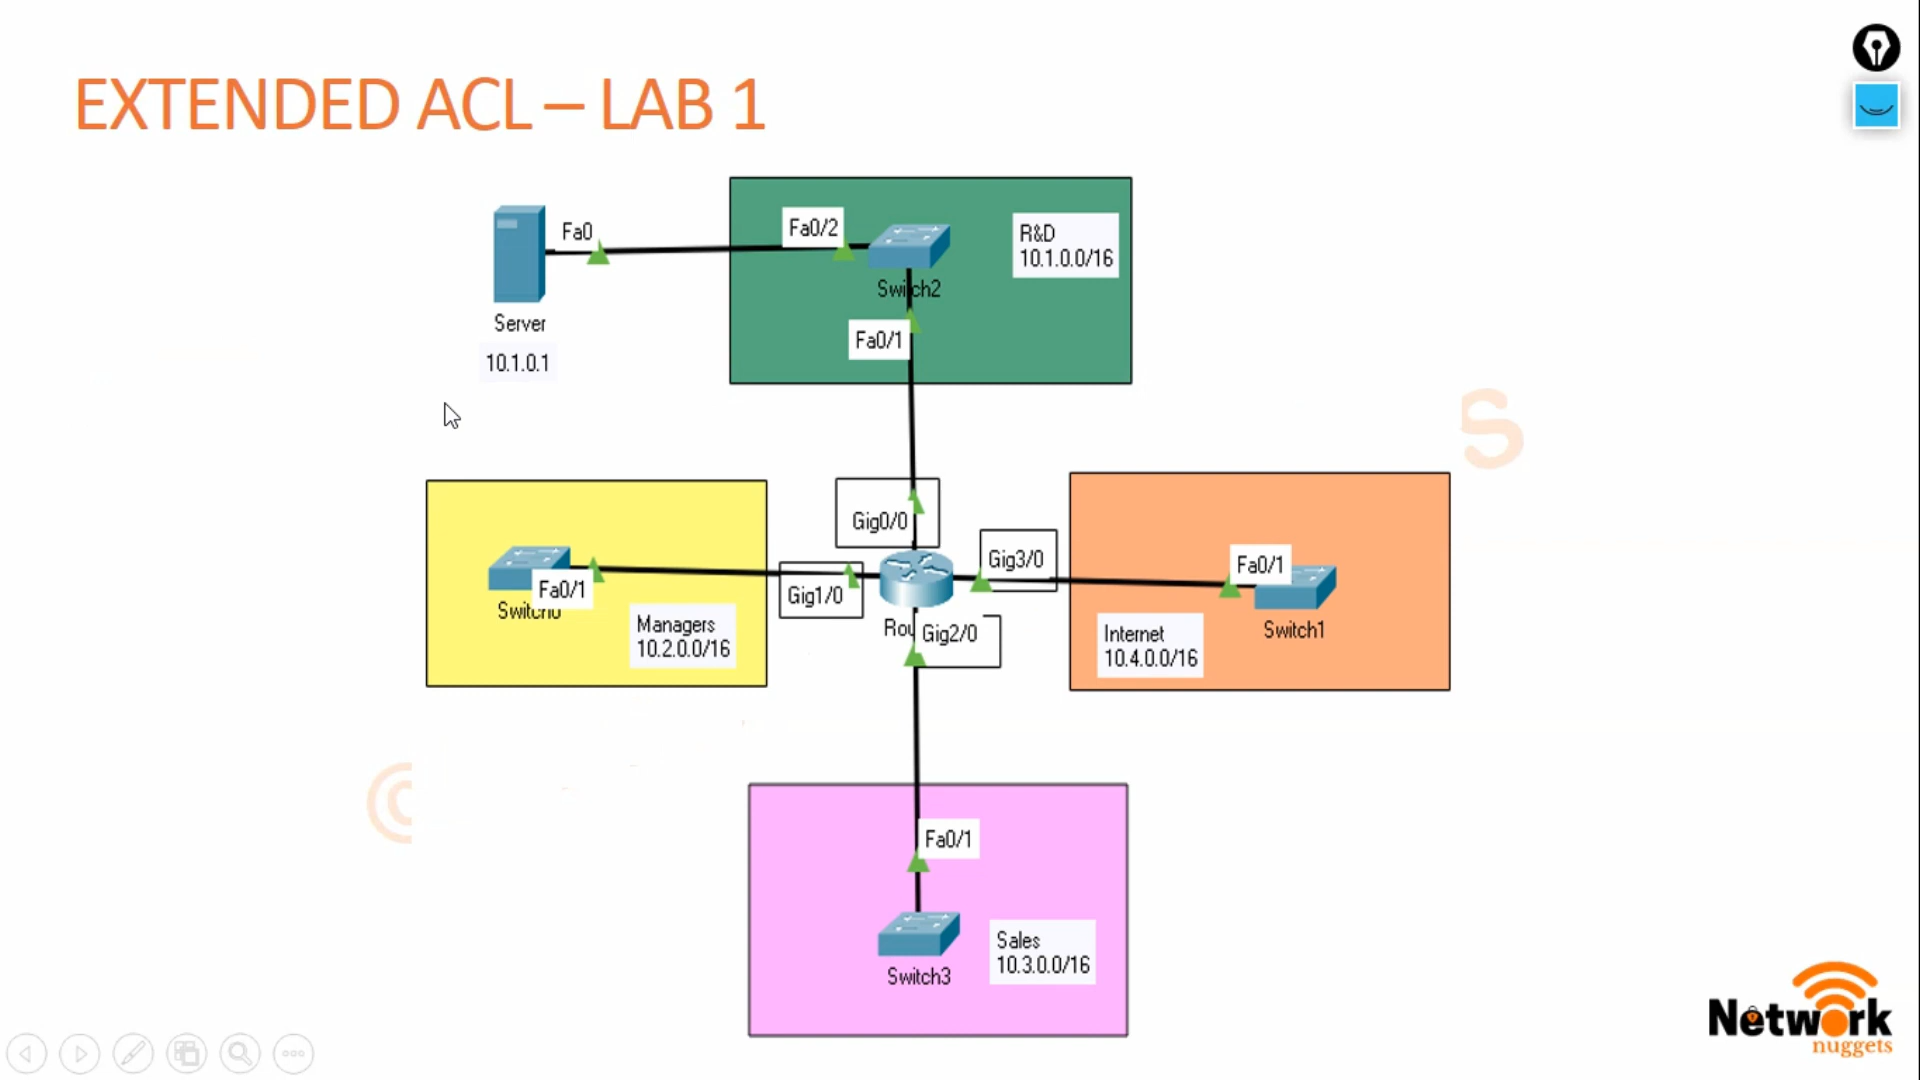 EXTENDED ACL – LAB 1
Fa0
Fa0/2
R&D
10.1.0.0/16
Switch2
Server
Fa0/1
10.1.0.1
S
Gig0/0
Gig3/0
Fa0/1
Fa0/1
Gig1/0
Managers
10.2.0.0/16
Gig2/0
Internet
10.4.0.0/16
Switch1
Fa0/1
Sales
10.3.0.0/16
Switch3
Netwrk
nuggets